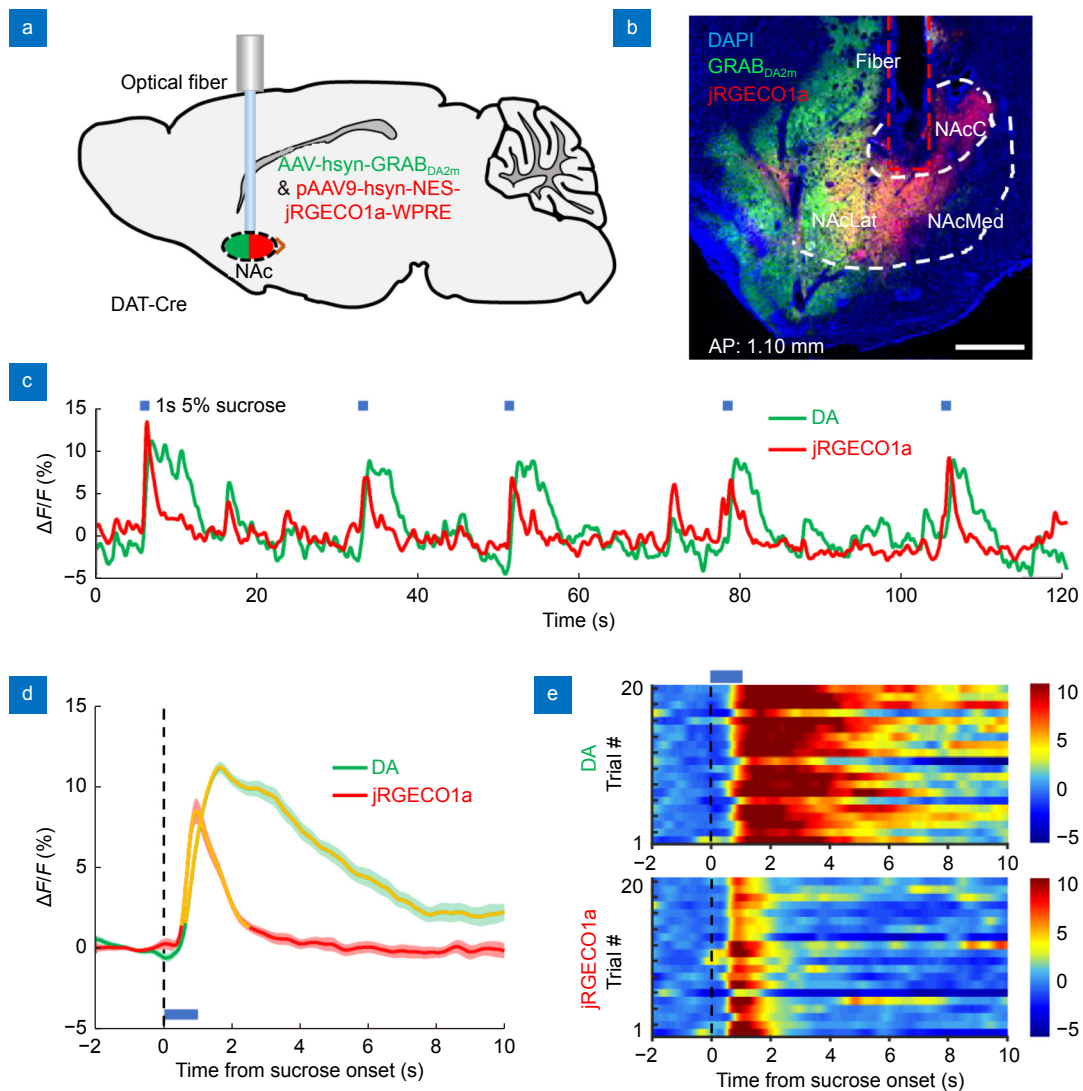 a
Optical fiber
AAV-hsyn-GRABDA2m
& pAAV9-hsyn-NES-
jRGECO1a-WPRE
NAc
DAT-Cre
b
DAPI
GRABDA2m
jRGECO1a
Fiber
NAcC
NAcLat
NAcMed
AP: 1.10 mm
c
1s 5% sucrose
DA
jRGECO1a
ΔF/F (%)
15
10
5
0
−5
0 20 40 60 80 100 120
Time (s)
d
DA
jRGECO1a
ΔF/F (%)
15
10
5
0
−5
−2 0 2 4 6 8 10
Time from sucrose onset (s)
e
DA
Trial #
20
1
−2 0 2 4 6 8 10
10
5
0
−5
jRGECO1a
Trial #
20
1
−2 0 2 4 6 8 10
10
5
0
−5
Time from sucrose onset (s)